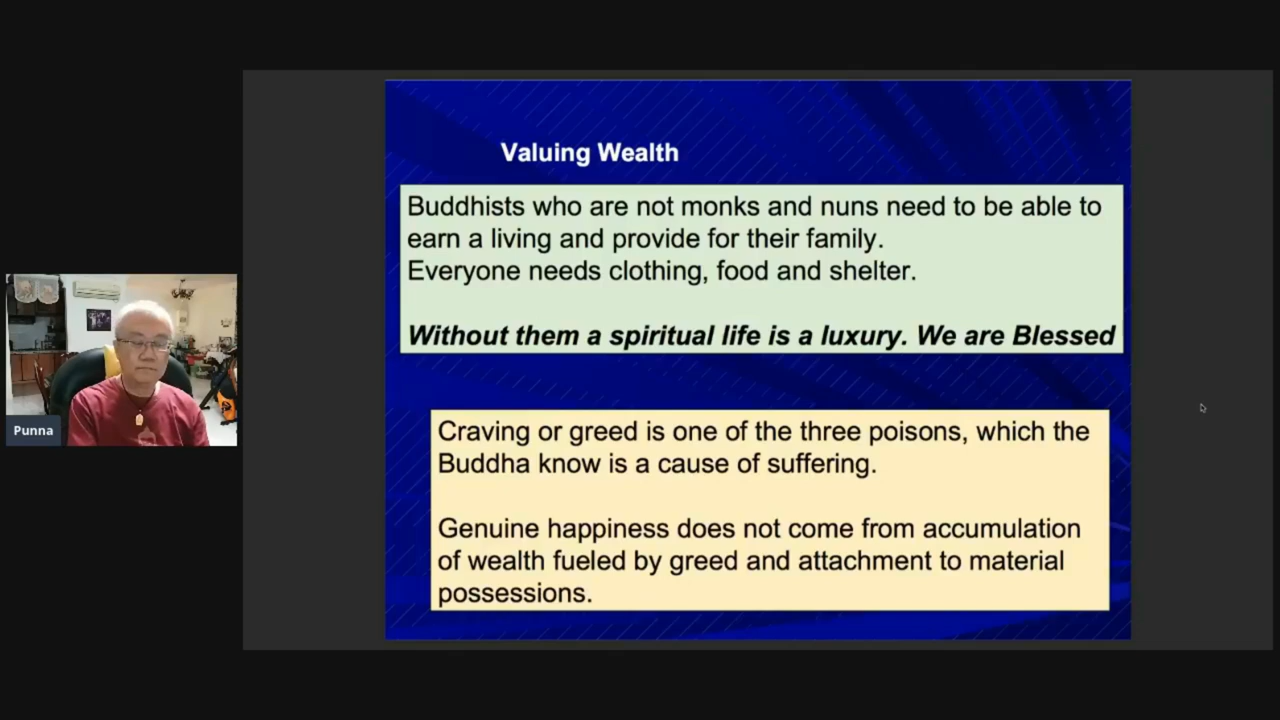 Valuing Wealth
Buddhists who are not monks and nuns need to be able to
earn a living and provide for their family.
Everyone needs clothing, food and shelter.
Without them a spiritual life is a luxury. We are Blessed
Craving or greed is one of the three poisons, which the
Buddha know is a cause of suffering.
Genuine happiness does not come from accumulation
of wealth fueled by greed and attachment to material
possessions.
Punna